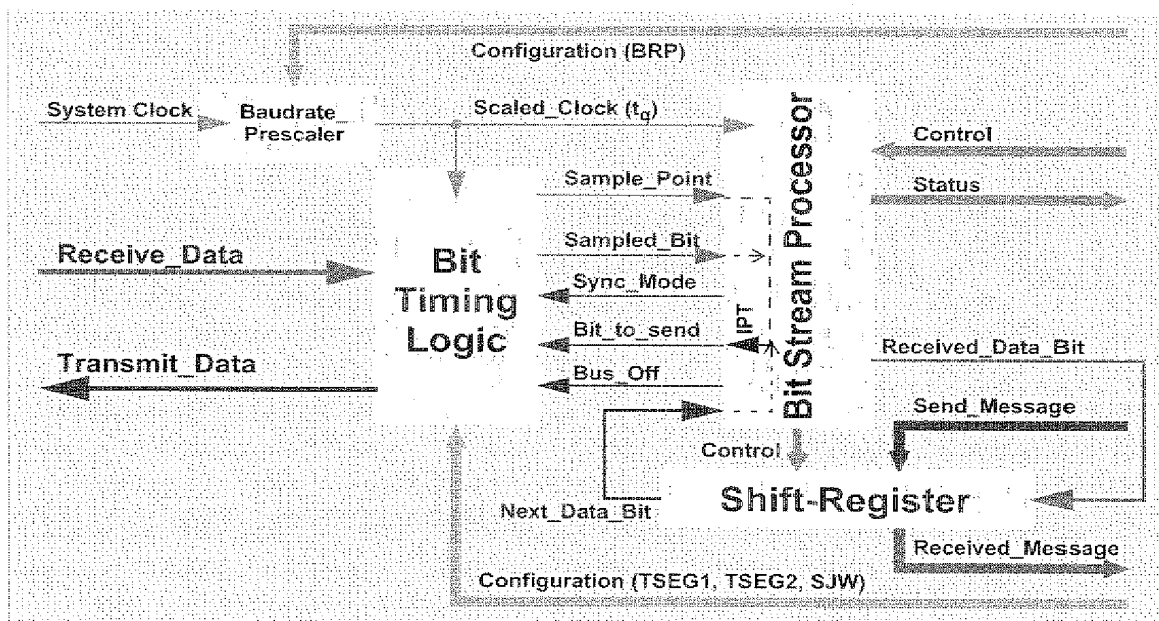 Configuration (BRP)
System Clock
Baudrate_
Prescaler
Scaled_Clock (tq)
Control
Sample_Point
Status
Receive_Data
Sampled_Bit
Bit
Timing
Logic
Sync_Mode
Bit_to_send
IPT
Bit Stream Processor
Transmit_Data
Bus_Off
Received_Data_Bit
Send_Message
Control
Shift-Register
Next_Data_Bit
Received_Message
Configuration (TSEG1, TSEG2, SJW)